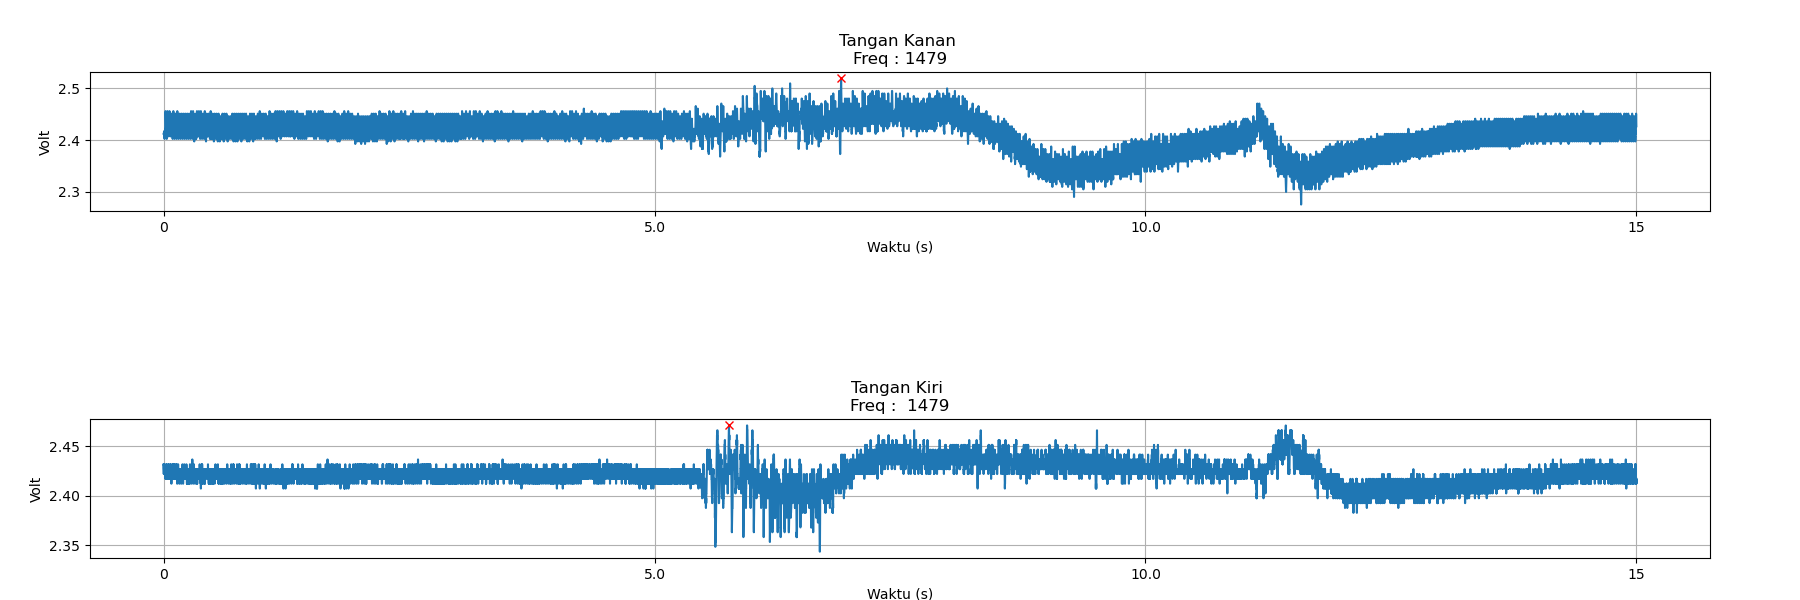 Tangan Kanan
Freq : 1479
2.5
2.4
2.3
Volt
0 5.0 10.0 15
Waktu (s)
Tangan Kiri
Freq :  1479
2.45
2.40
2.35
Volt
0 5.0 10.0 15
Waktu (s)